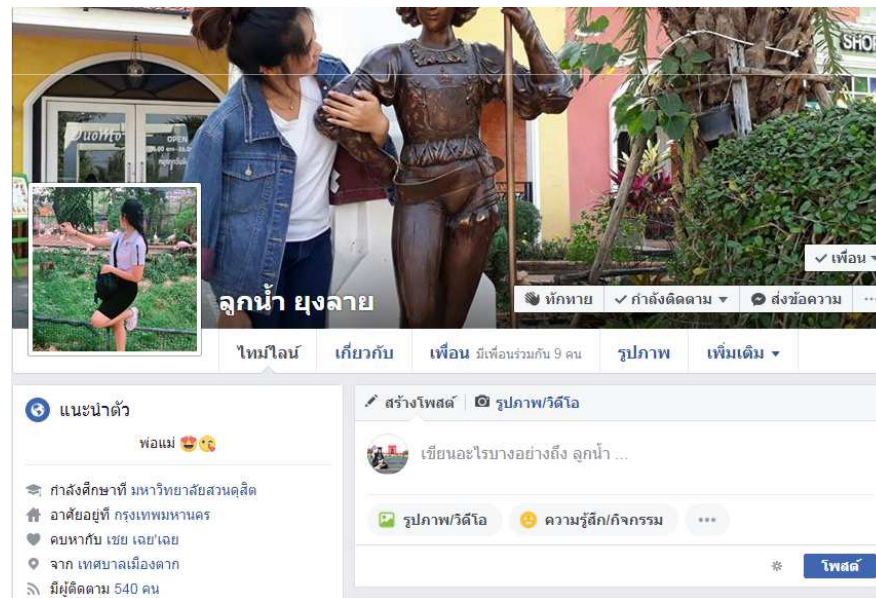 SHOP
DuoMo
OPEN
✓ เพื่อน
ลูกน้ำ ยุงลาย
ทักทาย ✓ กำลังติดตาม ส่งข้อความ ...
ไทม์ไลน์ เกี่ยวกับ เพื่อน มีเพื่อนร่วมกัน 9 คน รูปภาพ เพิ่มเติม
แนะนำตัว
พ่อแม่ 😍😘
กำลังศึกษาที่ มหาวิทยาลัยสวนดุสิต
อาศัยอยู่ที่ กรุงเทพมหานคร
คบหากับ เชย เฉย'เฉย
จาก เทศบาลเมืองตาก
มีผู้ติดตาม 540 คน
สร้างโพสต์ รูปภาพ/วิดีโอ
เขียนอะไรบางอย่างถึง ลูกน้ำ ...
รูปภาพ/วิดีโอ ความรู้สึก/กิจกรรม ...
โพสต์